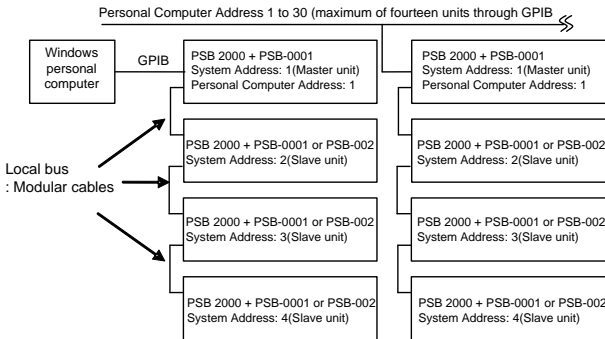 Personal Computer Address 1 to 30 (maximum of fourteen units through GPIB
Windows
personal
computer
GPIB
PSB 2000 + PSB-0001
System Address: 1(Master unit)
Personal Computer Address: 1
PSB 2000 + PSB-0001
System Address: 1(Master unit)
Personal Computer Address: 1
Local bus
: Modular cables
PSB 2000 + PSB-0001 or PSB-002
System Address: 2(Slave unit)
PSB 2000 + PSB-0001 or PSB-002
System Address: 2(Slave unit)
PSB 2000 + PSB-0001 or PSB-002
System Address: 3(Slave unit)
PSB 2000 + PSB-0001 or PSB-002
System Address: 3(Slave unit)
PSB 2000 + PSB-0001 or PSB-002
System Address: 4(Slave unit)
PSB 2000 + PSB-0001 or PSB-002
System Address: 4(Slave unit)